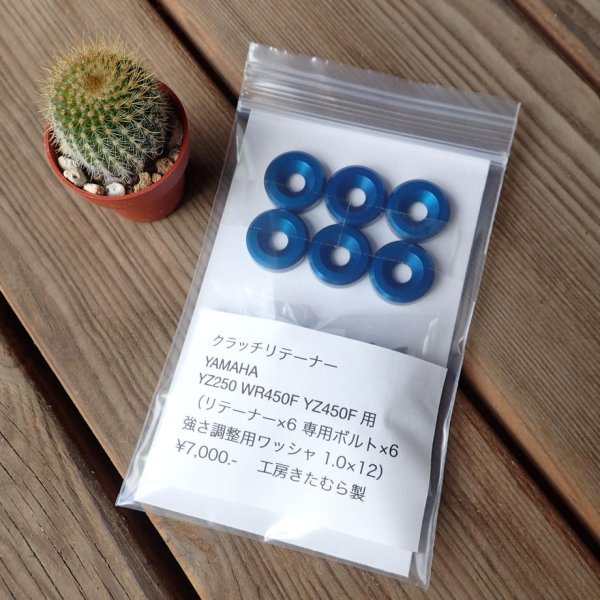 クラッチリテーナー
YAMAHA
YZ250 WR450F YZ450F 用
（リテーナー×6 専用ボルト×6
強さ調整用ワッシャ 1.0×12）
¥7,000.- 工房きたむら製